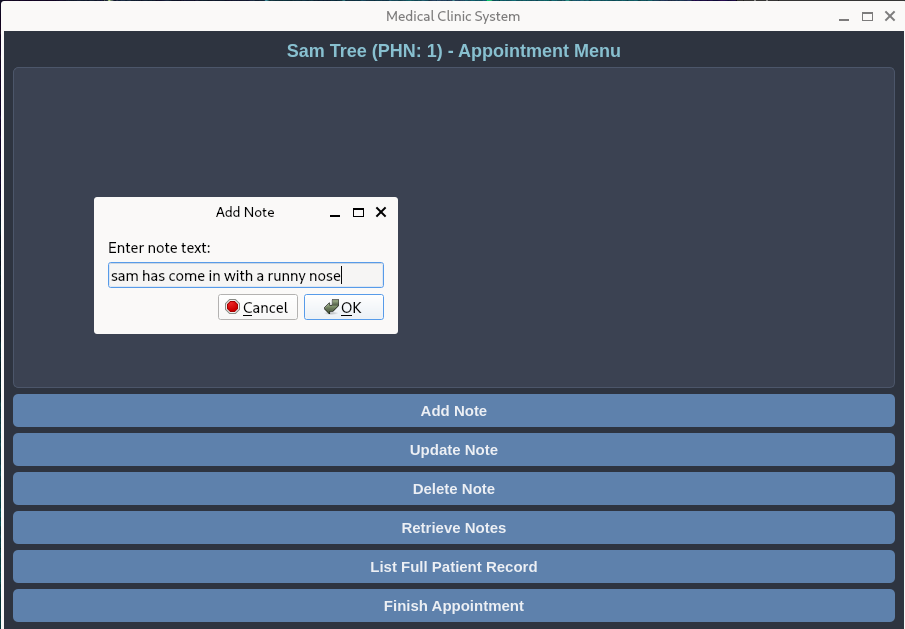 Medical Clinic System
Sam Tree (PHN: 1) - Appointment Menu
Add Note
Enter note text:
sam has come in with a runny nose
Cancel
OK
Add Note
Update Note
Delete Note
Retrieve Notes
List Full Patient Record
Finish Appointment